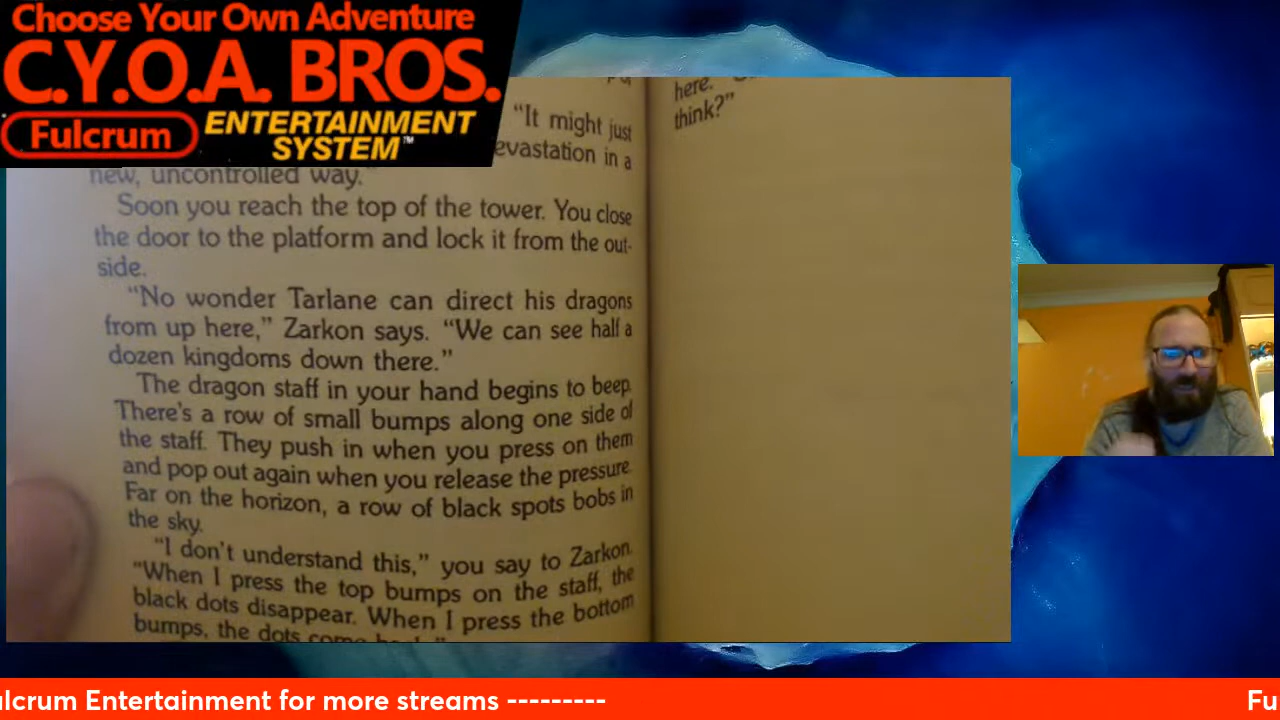 Choose Your Own Adventure
C.Y.O.A. BROS.
Fulcrum
ENTERTAINMENT
SYSTEM™
"It might just
evastation in a
new, uncontrolled way."
Soon you reach the top of the tower. You close
the door to the platform and lock it from the out-
side.
"No wonder Tarlane can direct his dragons
from up here," Zarkon says. "We can see half a
dozen kingdoms down there."
The dragon staff in your hand begins to beep.
There's a row of small bumps along one side of
the staff. They push in when you press on them
and pop out again when you release the pressure.
Far on the horizon, a row of black spots bobs in
the sky.
"I don't understand this," you say to Zarkon.
"When I press the top bumps on the staff, the
black dots disappear. When I press the bottom
bumps, the dots come
here.
think?"
ulcrum Entertainment for more streams ---------
Fu